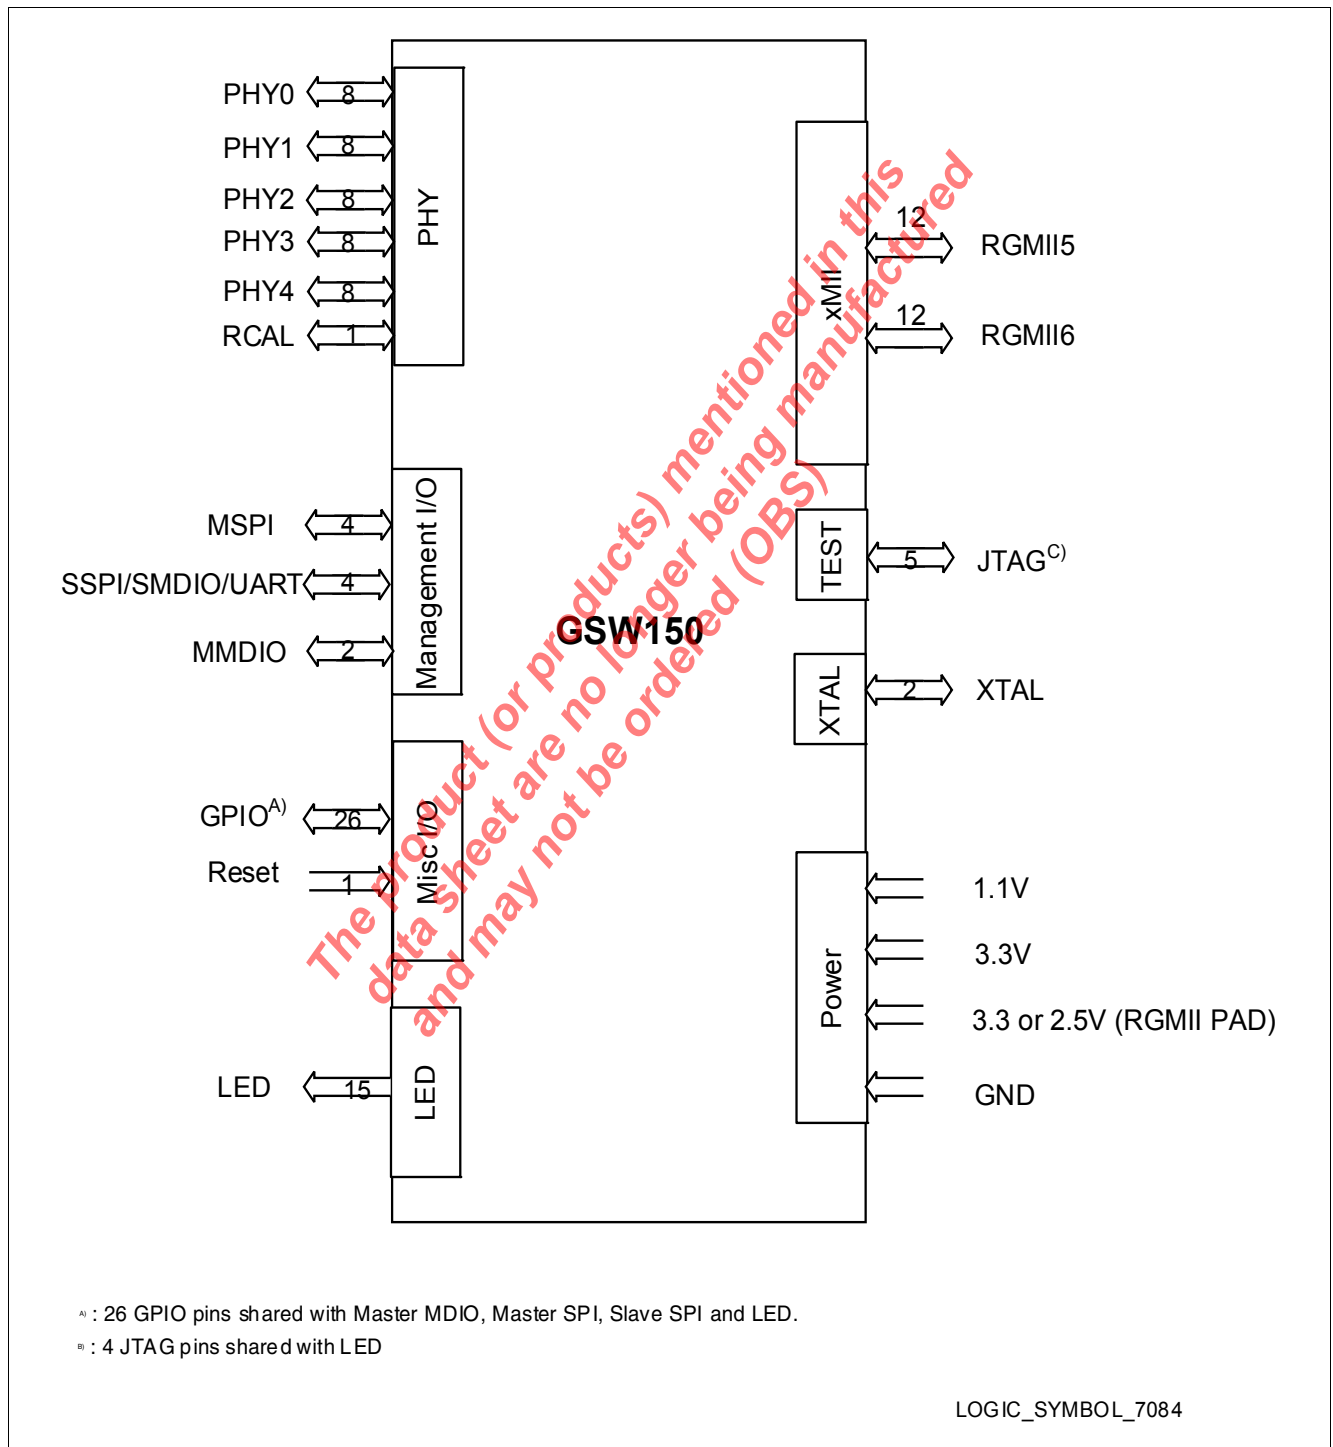 PHY0 8
PHY1 8
PHY2 8
PHY3 8
PHY4 8
RCAL 1
PHY
12
RGMII5
12
RGMII6
xMII
MSPI 4
SSPI/SMDIO/UART 4
MMDIO 2
Management I/O
TEST
5 JTAG C)
GSW150
XTAL
2 XTAL
GPIO A) 26
Reset 1
Misc I/O
Power
1.1V
3.3V
3.3 or 2.5V (RGMII PAD)
GND
LED 15
LED
The product (or products) mentioned in this
data sheet are no longer being manufactured
and may not be ordered (OBS)
A) : 26 GPIO pins shared with Master MDIO, Master SPI, Slave SPI and LED.
B) : 4 JTAG pins shared with LED
LOGIC_SYMBOL_7084